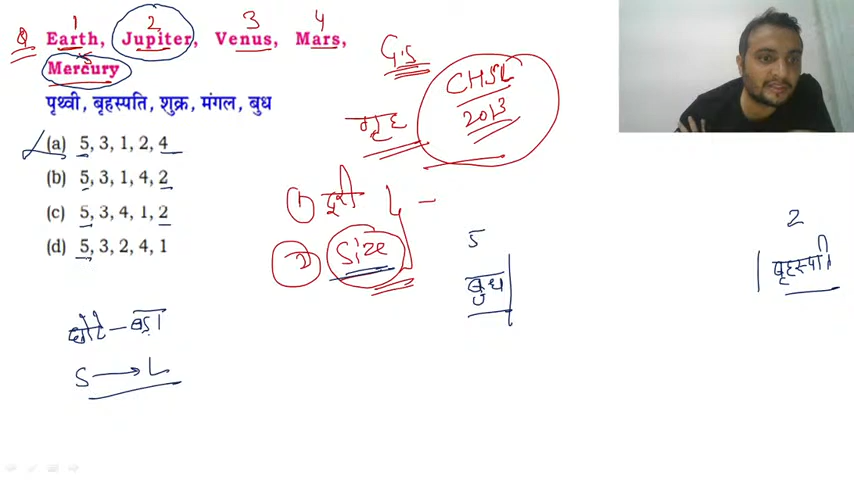 Q 1 2 3 4
Earth, Jupiter, Venus, Mars,
5
Mercury
पृथ्वी, बृहस्पति, शुक्र, मंगल, बुध
(a) 5, 3, 1, 2, 4
(b) 5, 3, 1, 4, 2
(c) 5, 3, 4, 1, 2
(d) 5, 3, 2, 4, 1
G.S
CHSL
2013
ग्रह
① दूरी
② Size
5
बुध
2
बृहस्पति
छोटे – बड़ा
S → L